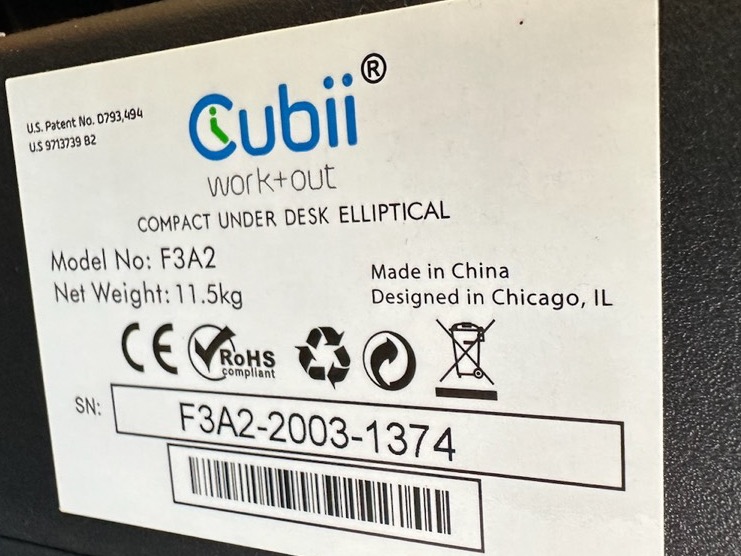 U.S. Patent No. D793,494
U.S 9713739 B2
Cubii®
work+out
COMPACT UNDER DESK ELLIPTICAL
Model No: F3A2
Net Weight: 11.5kg
Made in China
Designed in Chicago, IL
CE
RoHS
compliant
SN:
F3A2-2003-1374